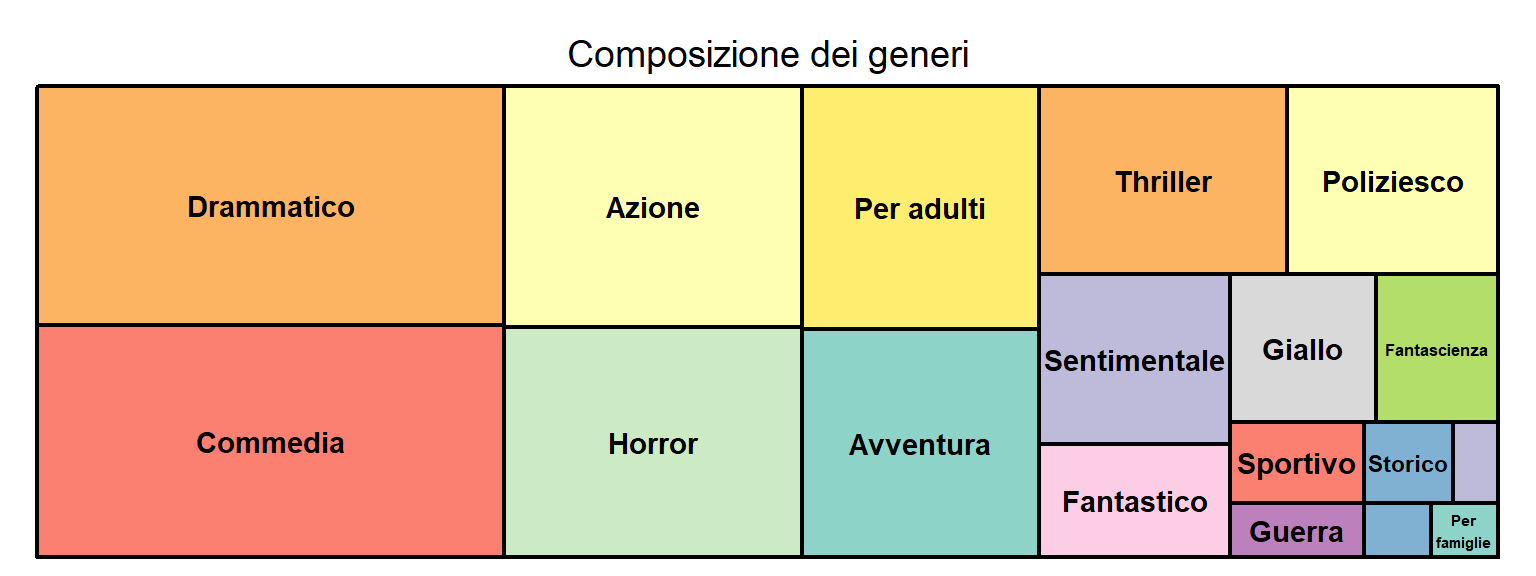 Composizione dei generi
Drammatico
Azione
Per adulti
Thriller
Poliziesco
Commedia
Horror
Avventura
Sentimentale
Giallo
Fantascienza
Fantastico
Sportivo
Storico
Guerra
Per
famiglie